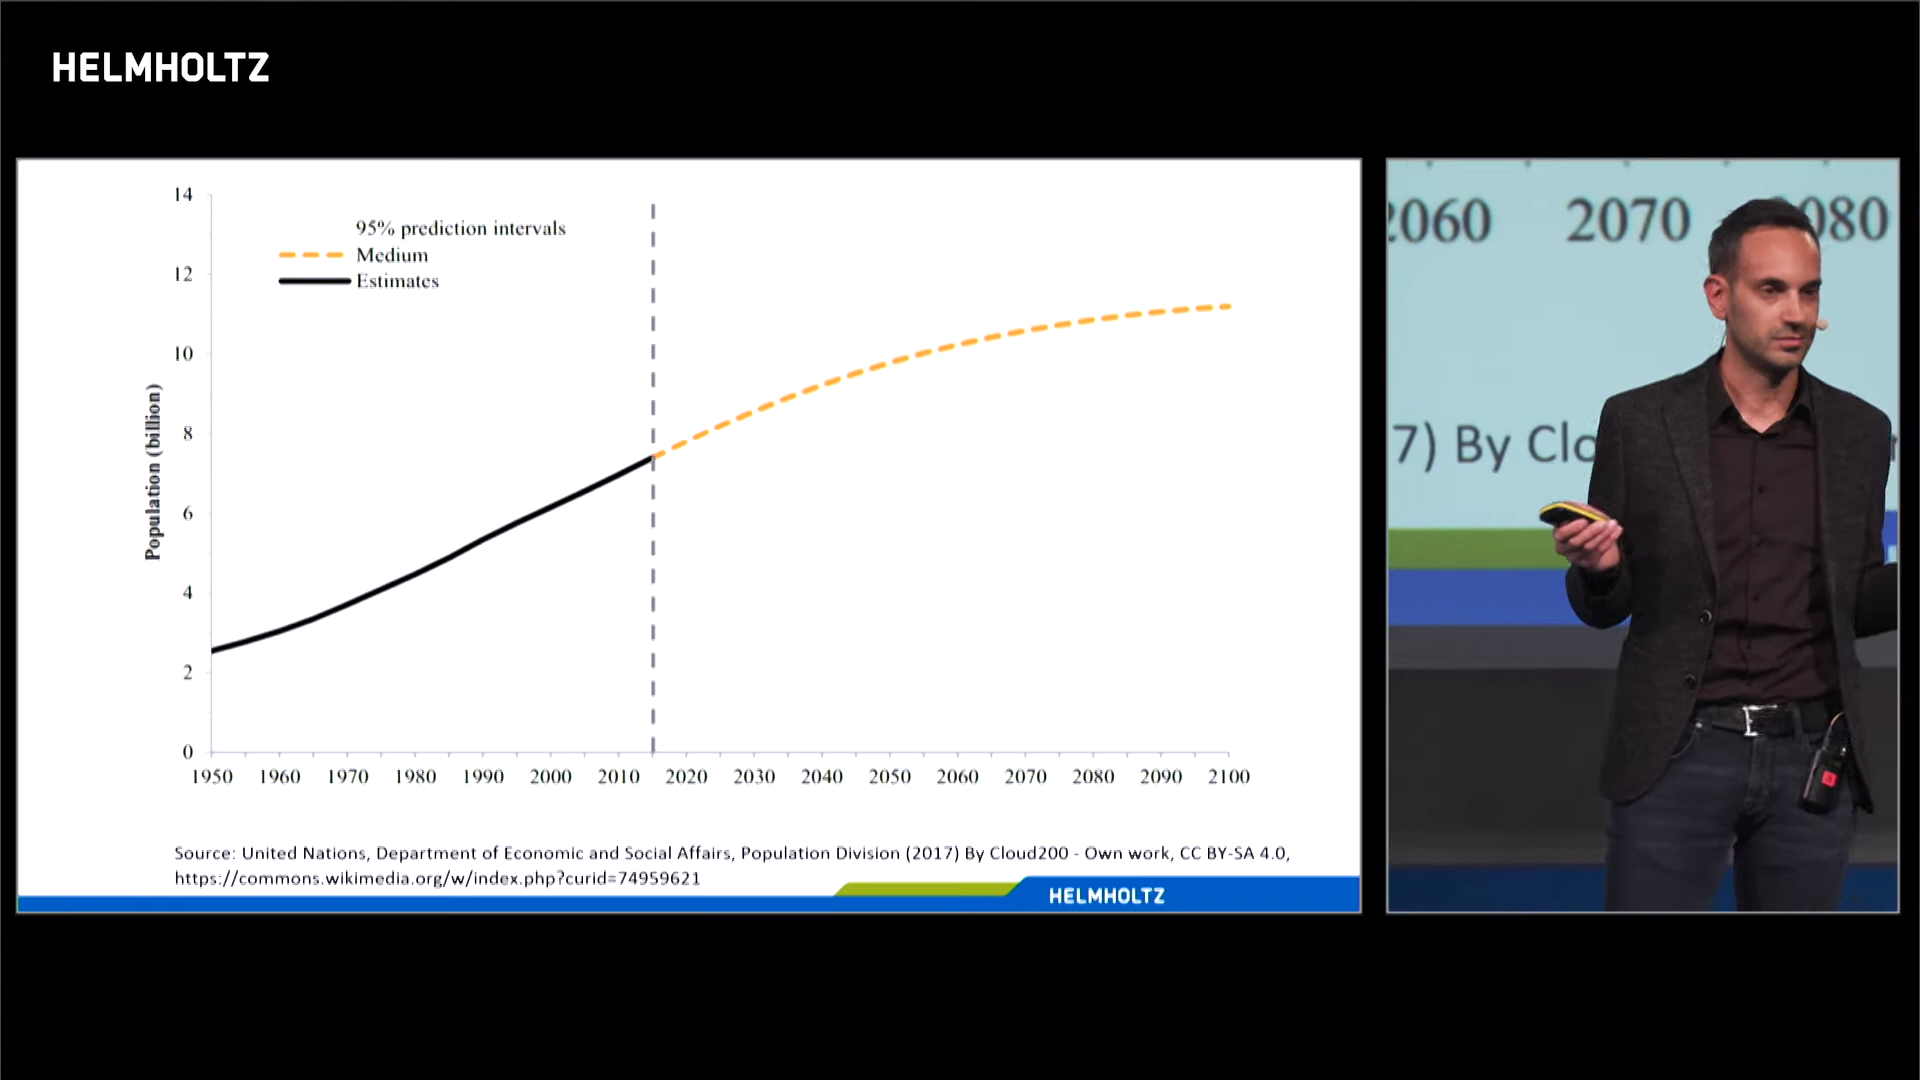 HELMHOLTZ
14
12
10
8
6
4
2
0
Population (billion)
95% prediction intervals
Medium
Estimates
1950 1960 1970 1980 1990 2000 2010 2020 2030 2040 2050 2060 2070 2080 2090 2100
Source: United Nations, Department of Economic and Social Affairs, Population Division (2017) By Cloud200 - Own work, CC BY-SA 4.0,
https://commons.wikimedia.org/w/index.php?curid=74959621
HELMHOLTZ
2060 2070 2080
7) By Clo